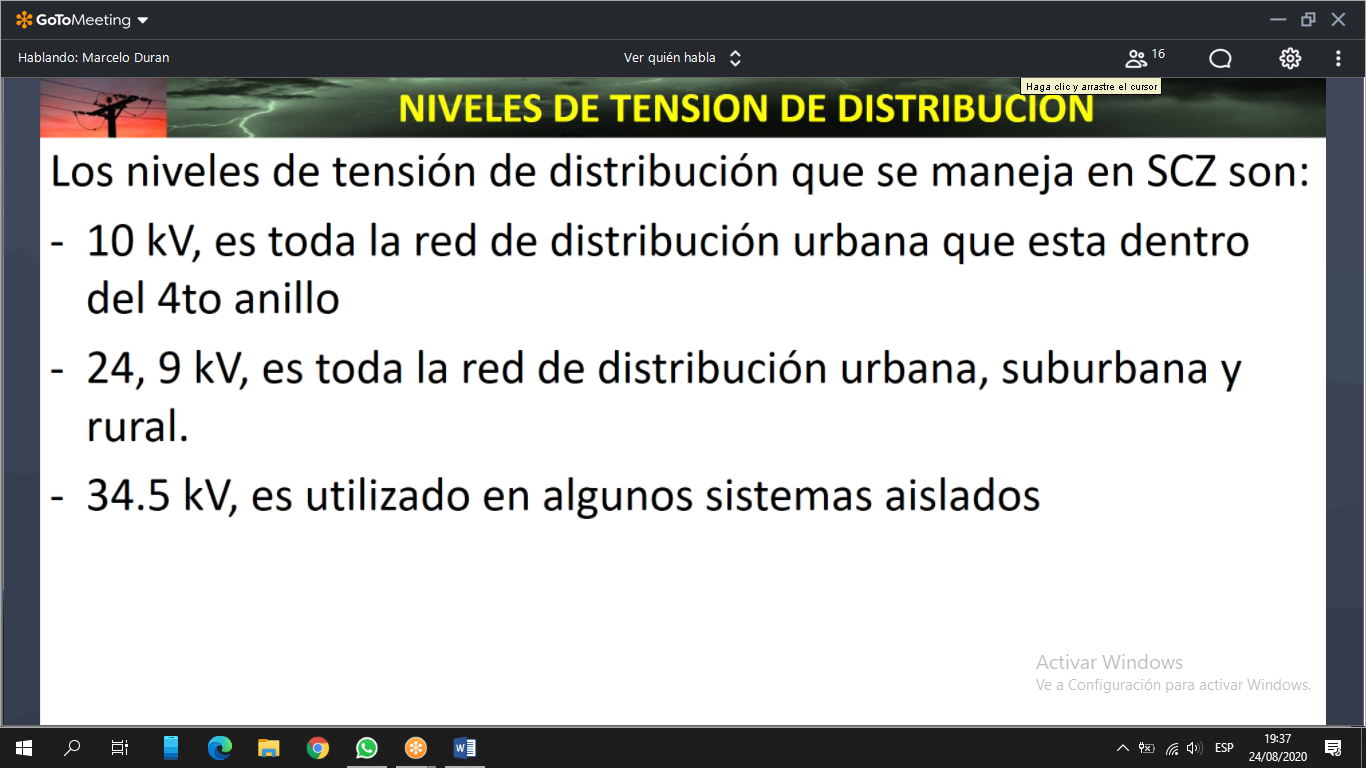 GoToMeeting
Hablando: Marcelo Duran
Ver quién habla
16
Haga clic y arrastre el cursor
NIVELES DE TENSION DE DISTRIBUCION
Los niveles de tensión de distribución que se maneja en SCZ son:
- 10 kV, es toda la red de distribución urbana que esta dentro
del 4to anillo
- 24, 9 kV, es toda la red de distribución urbana, suburbana y
rural.
- 34.5 kV, es utilizado en algunos sistemas aislados
Activar Windows
Ve a Configuración para activar Windows.
ESP
19:37
24/08/2020